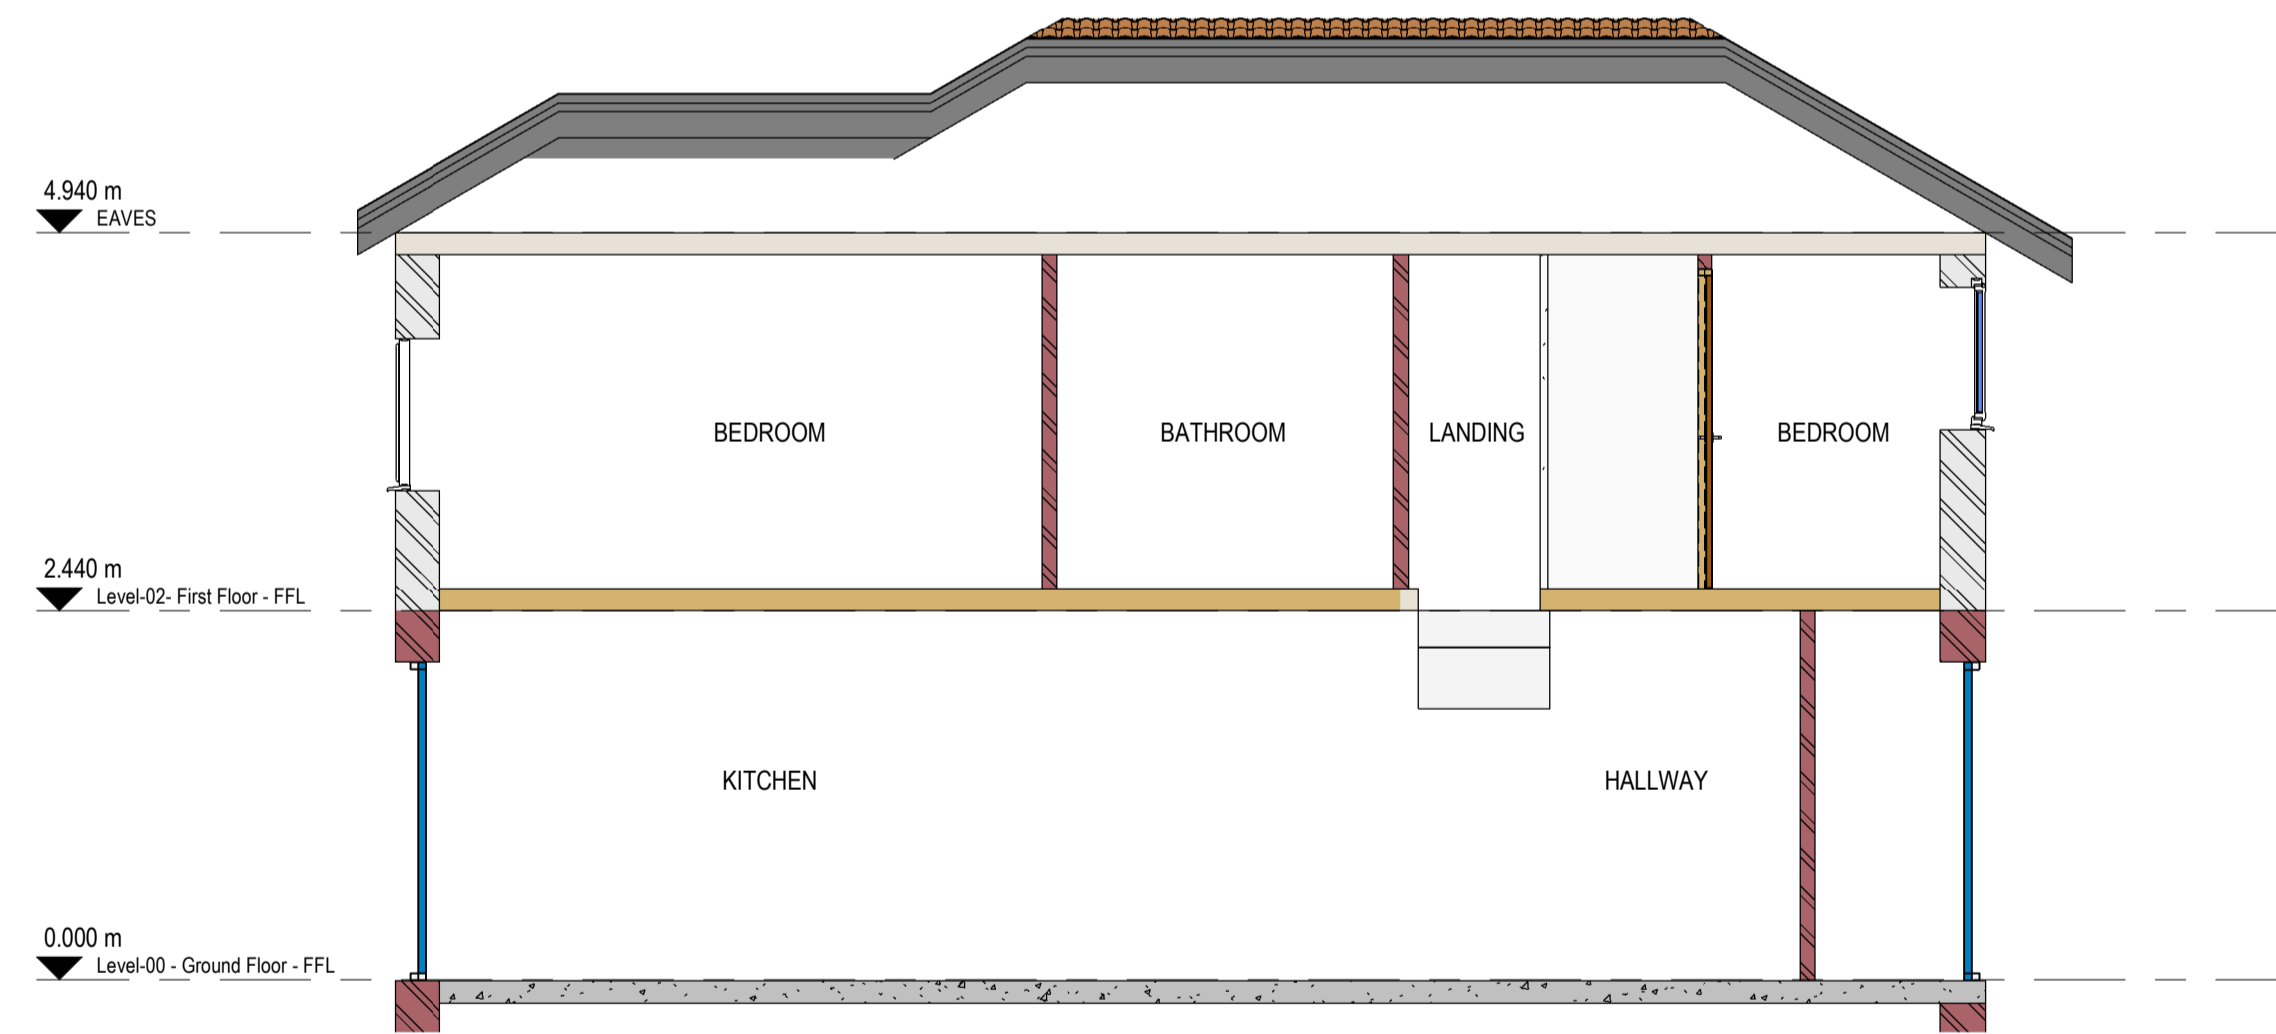 4.940 m
EAVES
BEDROOM
BATHROOM
LANDING
BEDROOM
2.440 m
Level-02- First Floor - FFL
KITCHEN
HALLWAY
0.000 m
Level-00 - Ground Floor - FFL